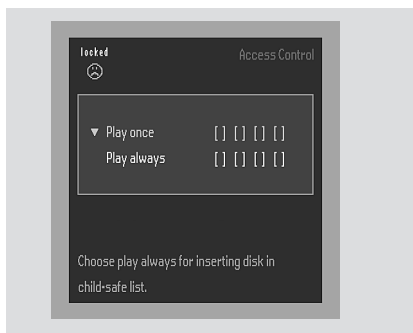 locked
Access Control
▼ Play once [ ] [ ] [ ] [ ]
Play always [ ] [ ] [ ] [ ]
Choose play always for inserting disk in
child-safe list.